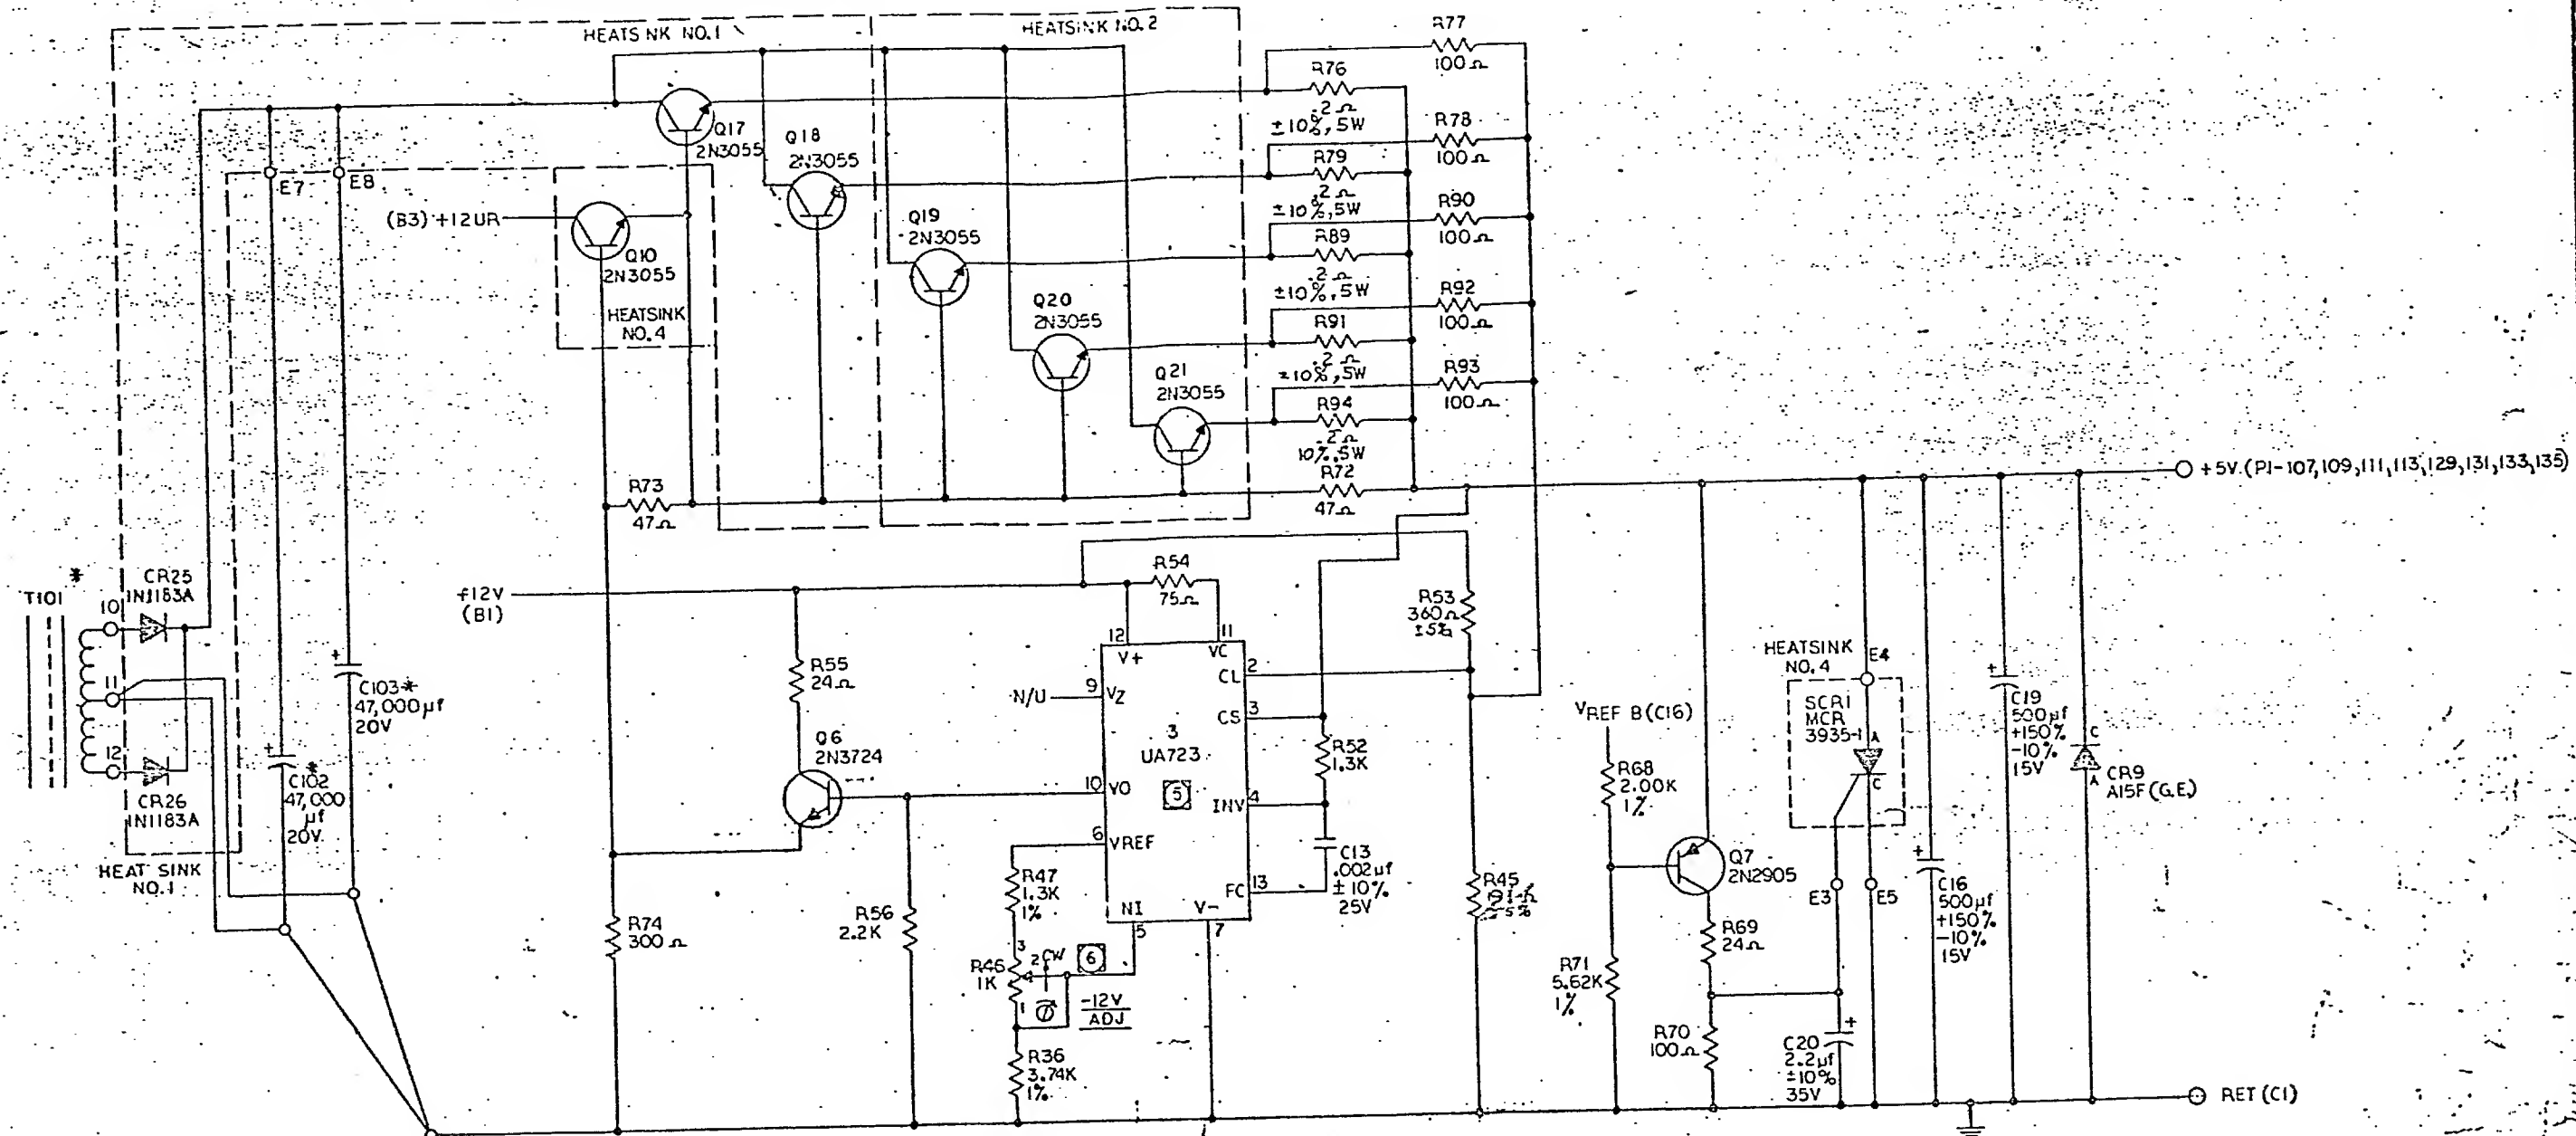 HEATS NK NO.1
HEATSINK NO.2
R77
100Ω
R76
.2Ω
±10%,5W
R78
100Ω
R79
.2Ω
±10%,5W
R90
100Ω
R89
.2Ω
±10%,5W
R92
100Ω
R91
.2Ω
±10%,5W
R93
100Ω
R94
.2Ω
10%,5W
R72
47Ω
Q17
2N3055
Q18
2N3055
Q19
2N3055
Q20
2N3055
Q21
2N3055
E7
E8
(B3)+12UR
Q10
2N3055
HEATSINK
NO.4
R73
47Ω
+5V.(P1-107,109,111,113,129,131,133,135)
*
T101
10
11
12
CR25
1N1183A
CR26
1N1183A
HEAT SINK
NO.1
+
C103*
47,000µf
20V
+
*
C102
47,000
µf
20V
+12V
(B1)
R54
75Ω
R53
360Ω
±5%
R55
24Ω
Q6
2N3724
12
V+
11
VC
CL
2
N/U
9
VZ
CS
3
3
UA723
5
10
VO
INV
4
6
VREF
FC
13
NI
5
V-
7
R52
1.3K
C13
.002µf
±10%
25V
R47
1.3K
1%
R46
1K
3
2
CW
6
1
-12V
ADJ
R36
3.74K
1%
R74
300Ω
R56
2.2K
R45
VREF B(C16)
R68
2.00K
1%
Q7
2N2905
R69
24Ω
R71
5.62K
1%
R70
100Ω
HEATSINK
NO.4
E4
SCR1
MCR
3935-1
A
C
E3
E5
C20
+
2.2µf
±10%
35V
+
C16
500µf
+150%
-10%
15V
+
C19
500µf
+150%
-10%
15V
C
A
CR9
A15F(G.E.)
RET (C1)